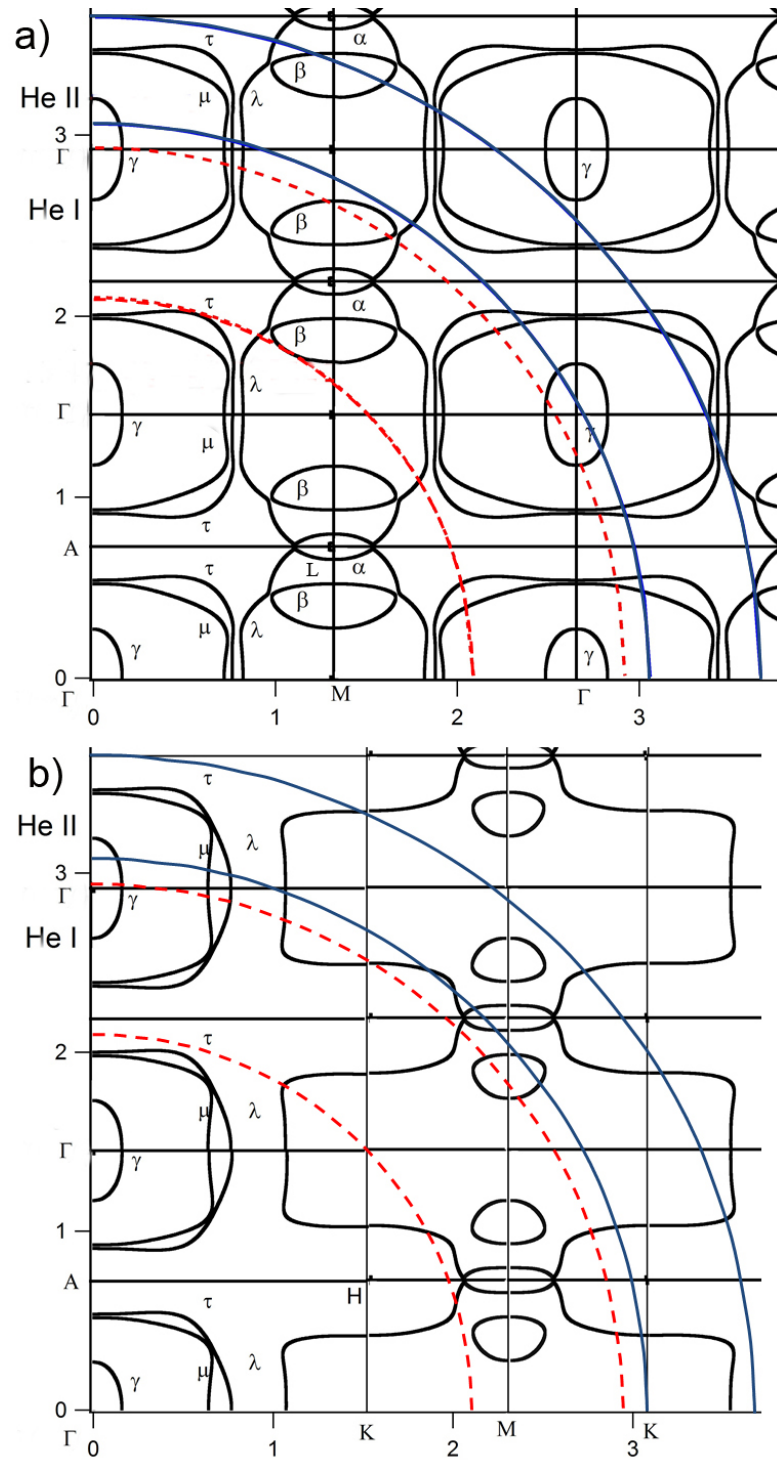 a)
τ α
β
He II μ λ
3
Γ γ γ
He I
β
2 τ α
β
λ
Γ γ γ
μ
β
1
τ
A
τ L α
β
μ λ
γ γ
0
Γ M Γ
0 1 2 3
b)
τ
He II
μ λ
3
Γ γ
He I
2 τ
μ λ
Γ γ
1
A
τ H
μ λ
γ
0
Γ K M K
0 1 2 3